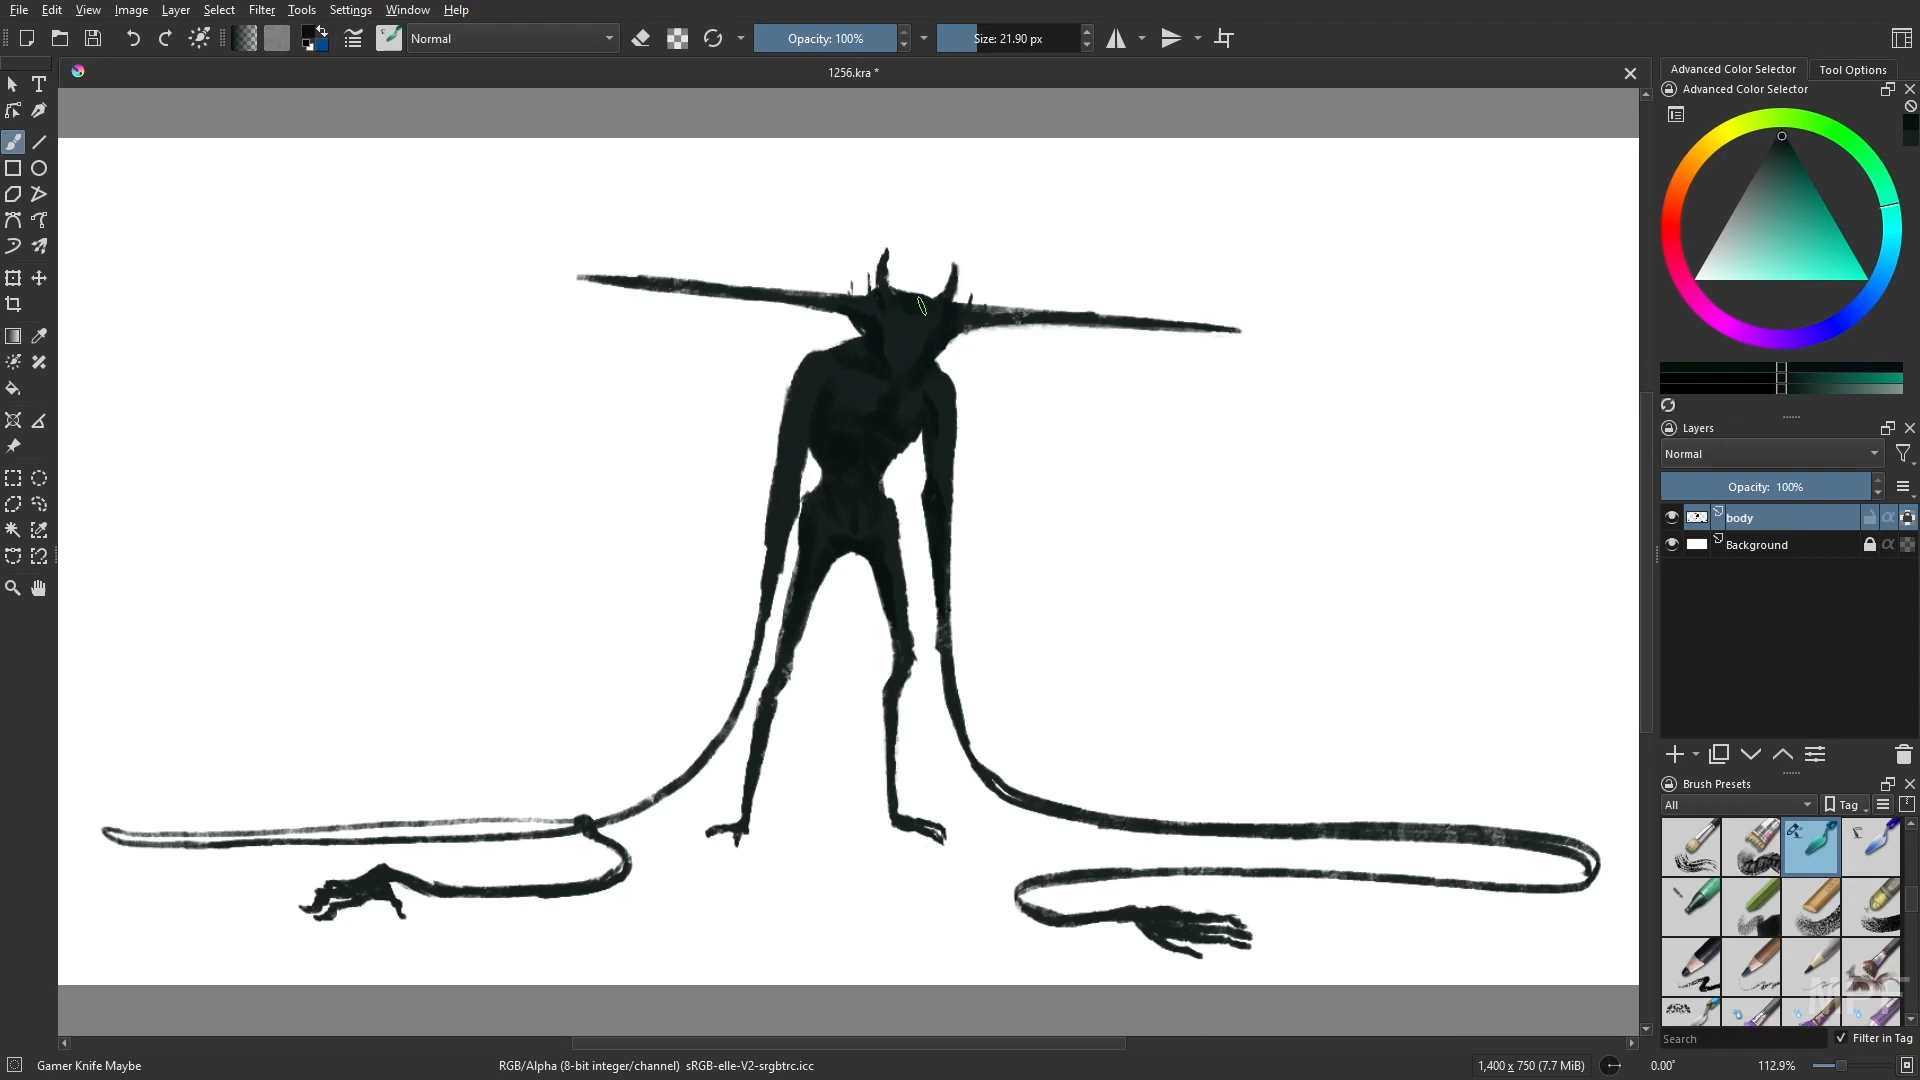 File Edit View Image Layer Select Filter Tools Settings Window Help
Normal
Opacity: 100%
Size: 21.90 px
1256.kra *
Advanced Color Selector
Tool Options
Advanced Color Selector
Layers
Normal
Opacity: 100%
body
Background
Brush Presets
All
Tag
MPF
Search
Filter in Tag
Gamer Knife Maybe
RGB/Alpha (8-bit integer/channel) sRGB-elle-V2-srgbtrc.icc
1,400 x 750 (7.7 MiB)
0.00°
112.9%